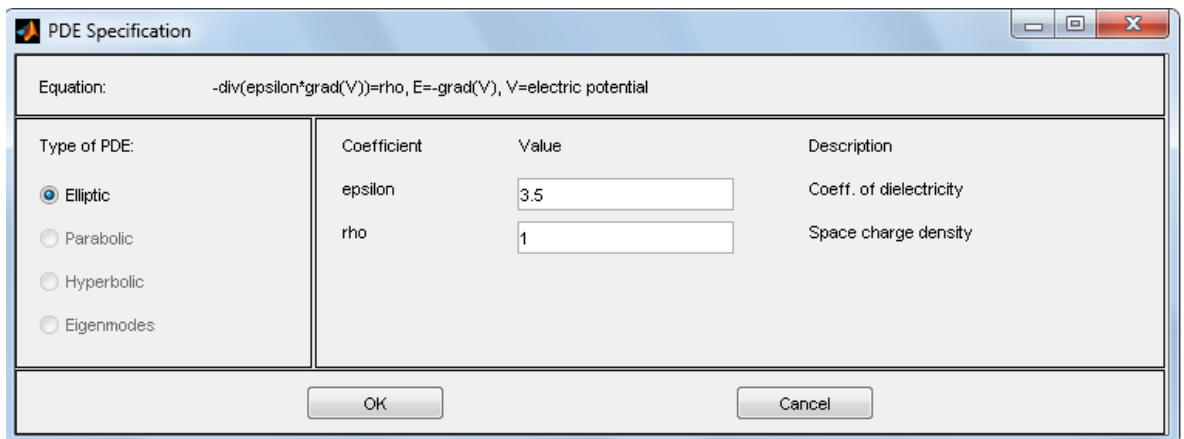 PDE Specification
Equation: -div(epsilon*grad(V))=rho, E=-grad(V), V=electric potential
Type of PDE:
Elliptic
Parabolic
Hyperbolic
Eigenmodes
Coefficient Value Description
epsilon 3.5 Coeff. of dielectricity
rho 1 Space charge density
OK Cancel